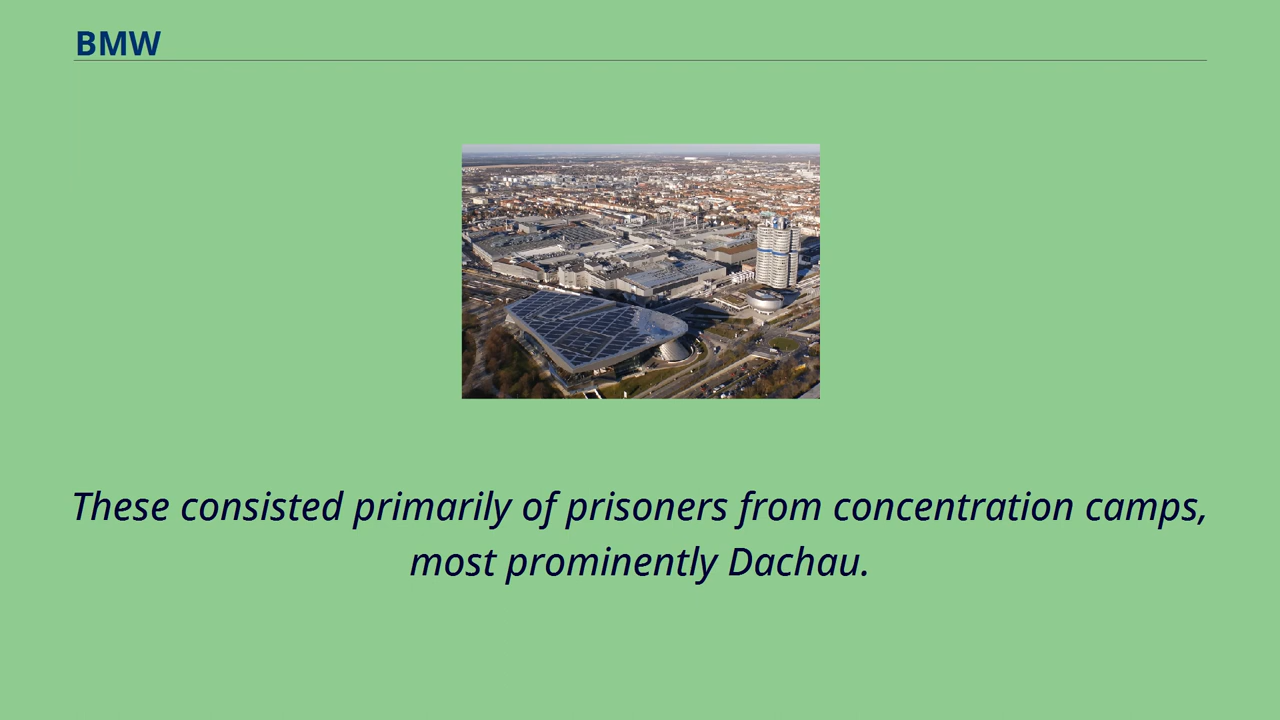 BMW
These consisted primarily of prisoners from concentration camps,
most prominently Dachau.